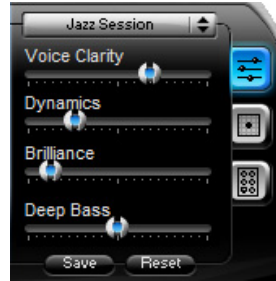 Jazz Session
Voice Clarity
Dynamics
Brilliance
Deep Bass
Save Reset